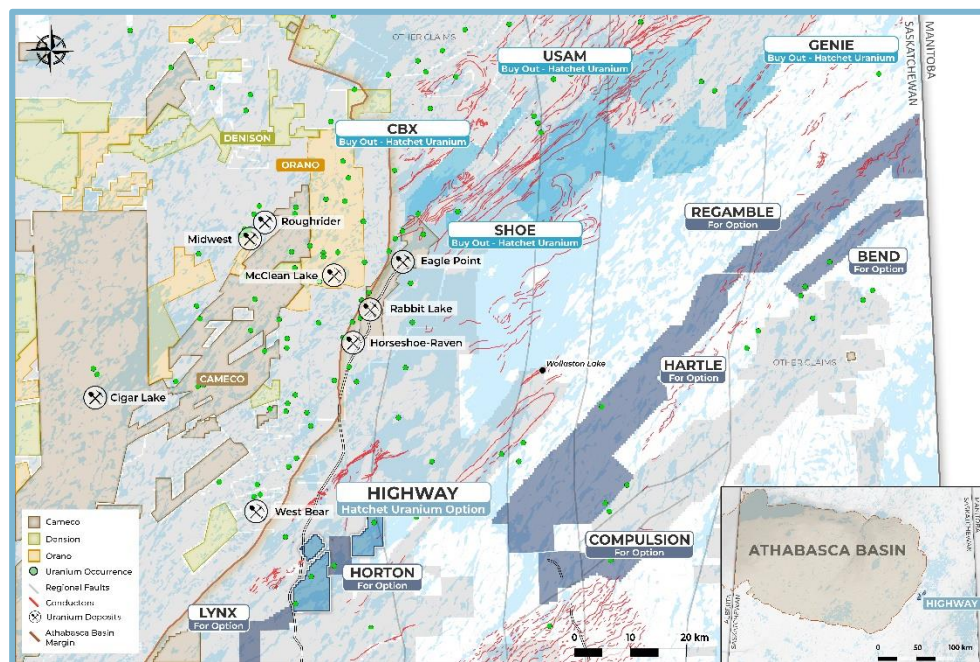 OTHER CLAIMS
USAM
Buy Out - Hatchet Uranium
GENIE
Buy Out - Hatchet Uranium
MANITOBA
SASKATCHEWAN
CBX
Buy Out - Hatchet Uranium
DENISON
ORANO
Roughrider
Midwest
McClean Lake
SHOE
Buy Out - Hatchet Uranium
Eagle Point
REGAMBLE
For Option
BEND
For Option
Rabbit Lake
Horseshoe-Raven
Wollaston Lake
HARTLE
For Option
OTHER CLAIMS
CAMECO
Cigar Lake
HIGHWAY
Hatchet Uranium Option
West Bear
COMPULSION
For Option
HORTON
For Option
LYNX
For Option
Cameco
Denison
Orano
Uranium Occurrence
Regional Faults
Conductors
Uranium Deposits
Athabasca Basin
Margin
0 10 20 km
ATHABASCA BASIN
HIGHWAY
ALBERTA
SASKATCHEWAN
MANITOBA
SASKATCHEWAN
0 50 100 km